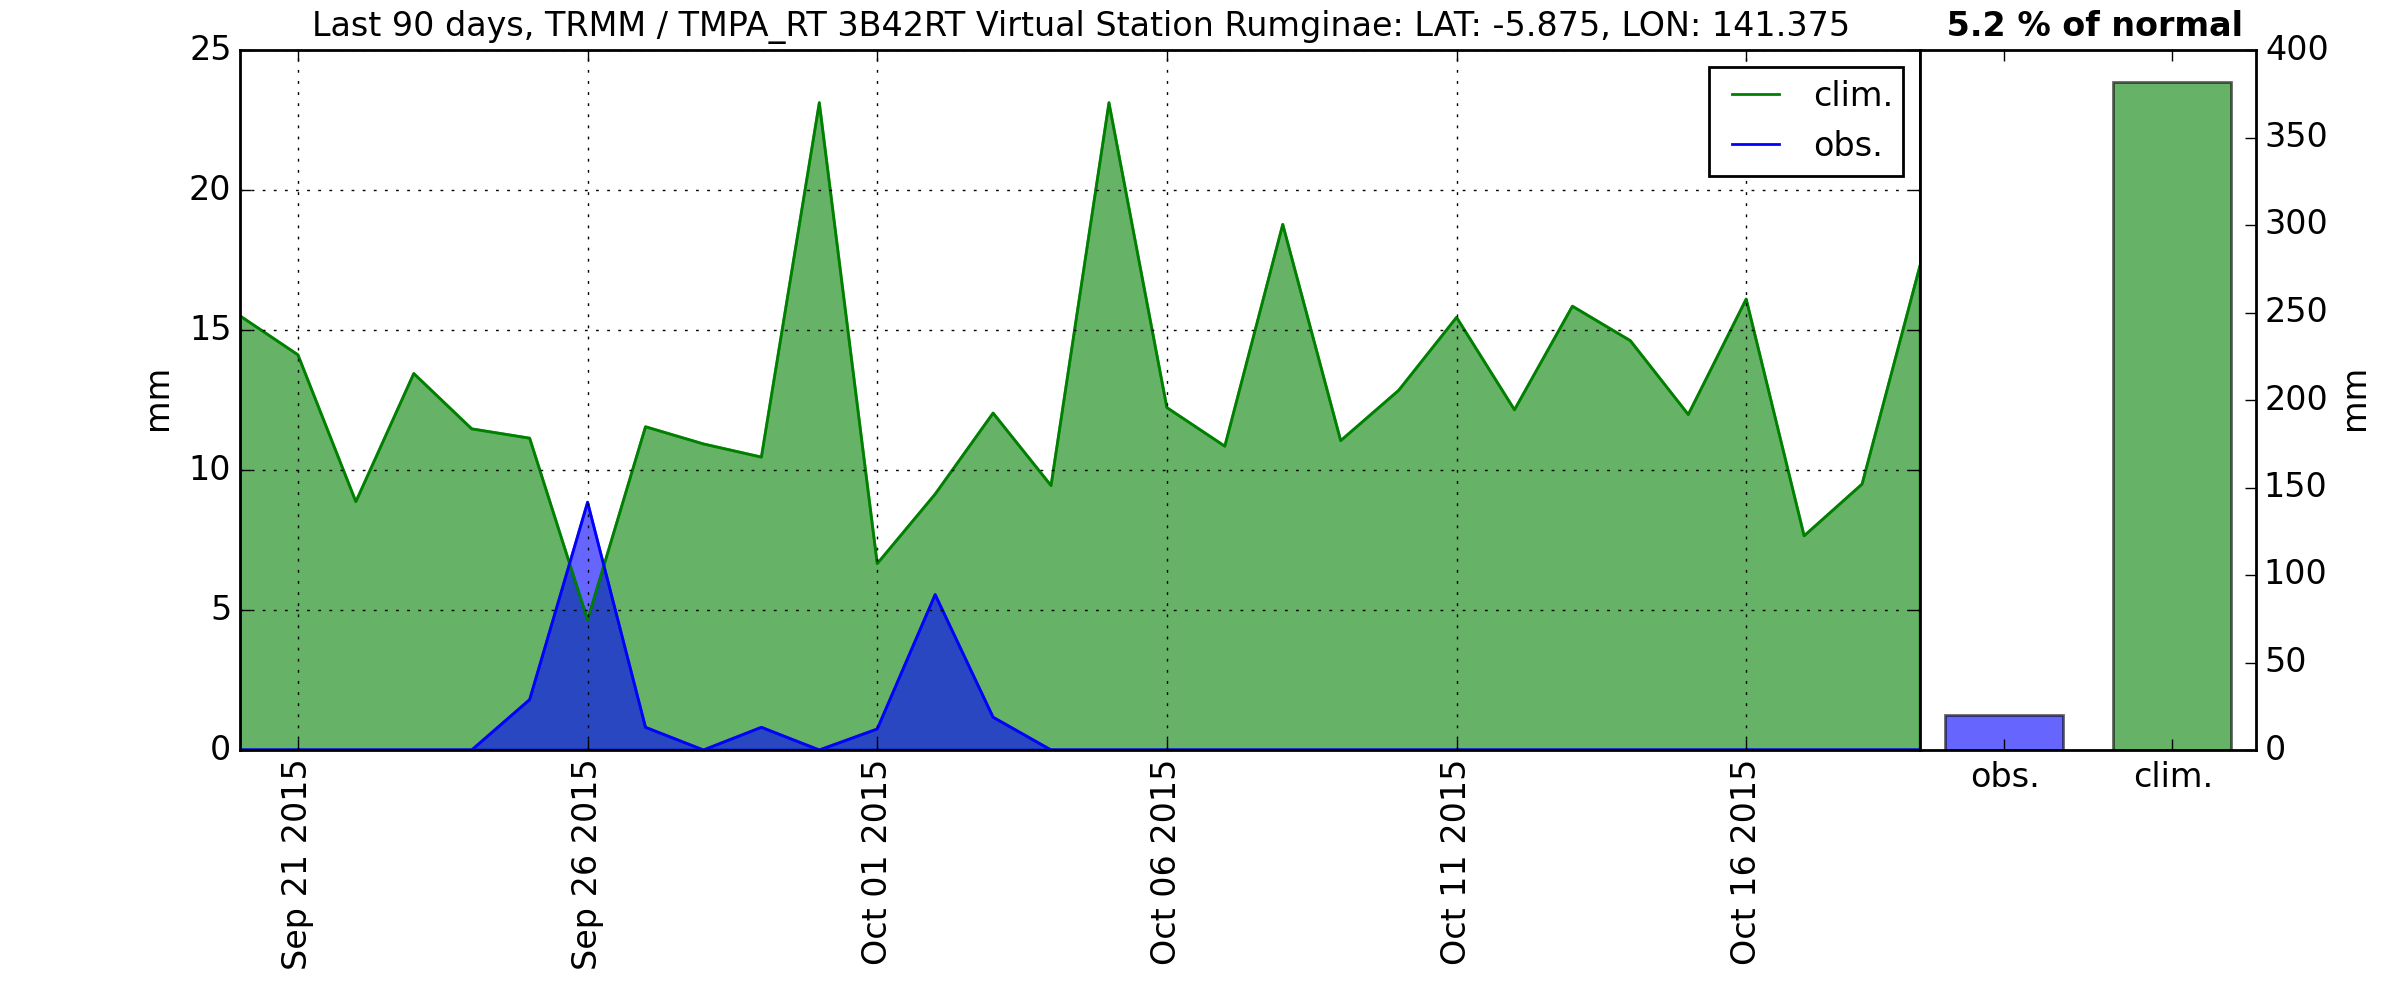 Last 90 days, TRMM / TMPA_RT 3B42RT Virtual Station Rumginae: LAT: -5.875, LON: 141.375
5.2 % of normal
25
20
15
10
5
0
mm
clim.
obs.
400
350
300
250
200
150
100
50
0
mm
Sep 21 2015
Sep 26 2015
Oct 01 2015
Oct 06 2015
Oct 11 2015
Oct 16 2015
obs.
clim.